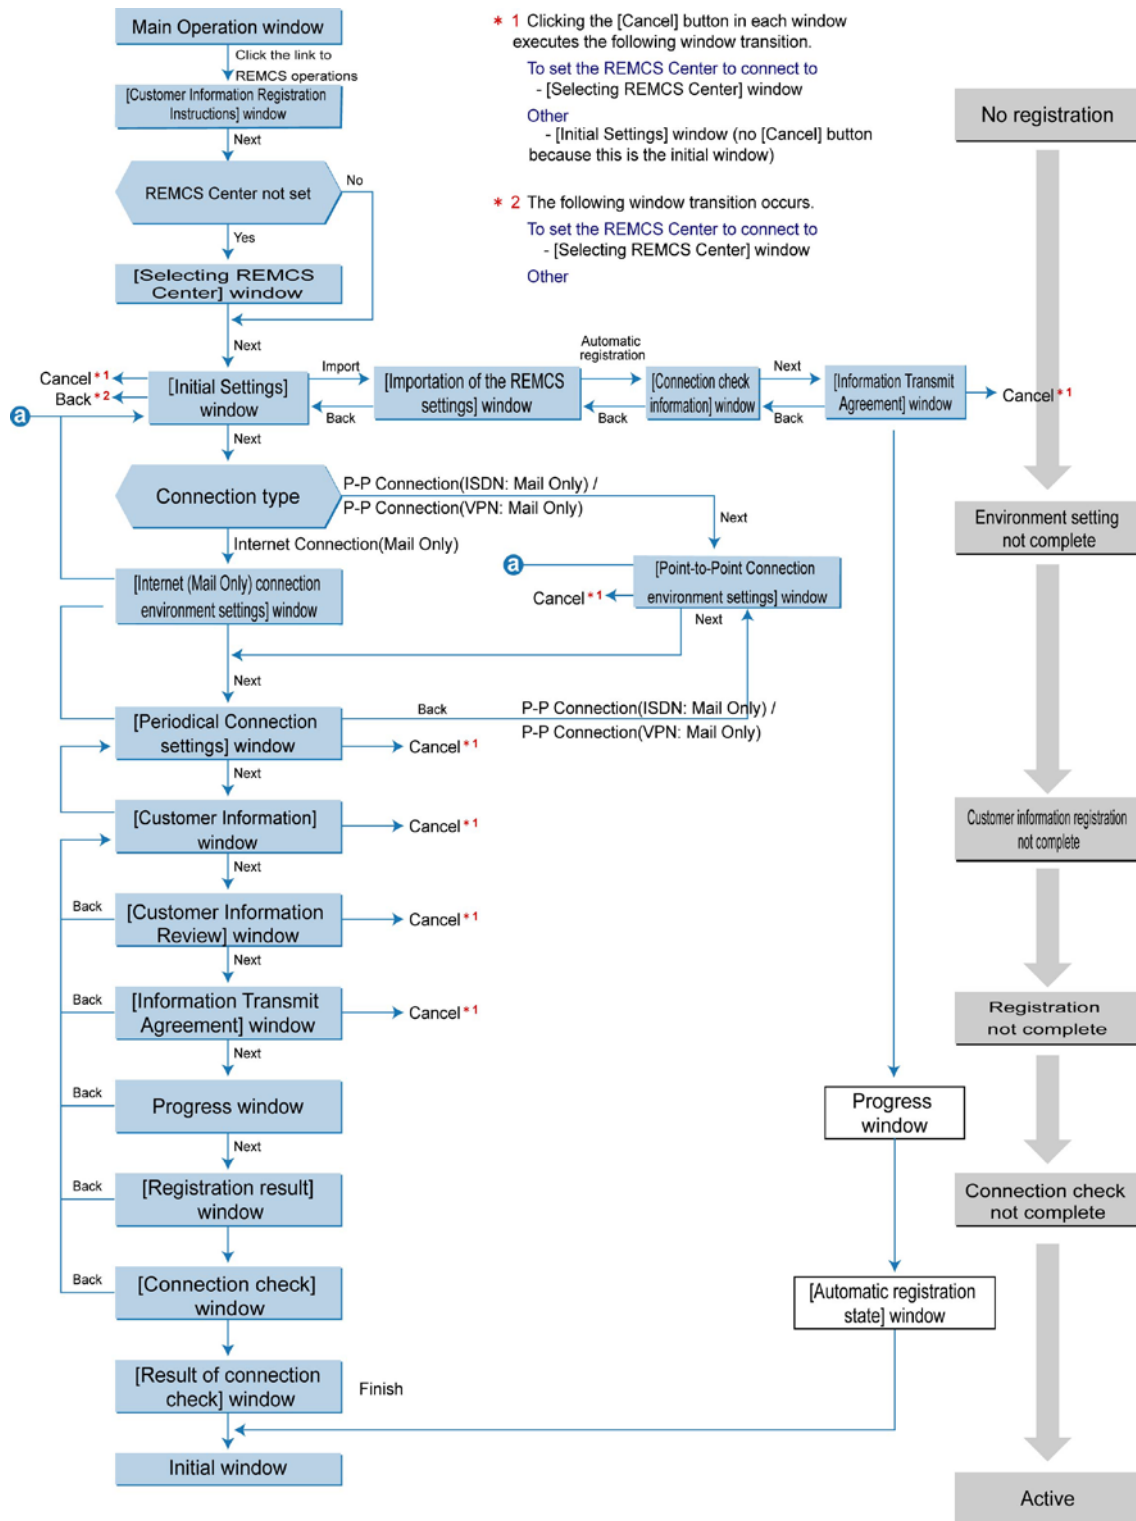 Main Operation window
Click the link to
REMCS operations
[Customer Information Registration
Instructions] window
Next
REMCS Center not set
No
Yes
[Selecting REMCS
Center] window
Next
* 1 Clicking the [Cancel] button in each window
executes the following window transition.
To set the REMCS Center to connect to
- [Selecting REMCS Center] window
Other
- [Initial Settings] window (no [Cancel] button
because this is the initial window)
* 2 The following window transition occurs.
To set the REMCS Center to connect to
- [Selecting REMCS Center] window
Other
No registration
Cancel *1
Back *2
a
[Initial Settings]
window
Import
Back
[Importation of the REMCS
settings] window
Automatic
registration
Back
[Connection check
information] window
Next
Back
[Information Transmit
Agreement] window
Cancel *1
Next
Connection type
P-P Connection(ISDN: Mail Only) /
P-P Connection(VPN: Mail Only)
Next
Internet Connection(Mail Only)
Environment setting
not complete
[Internet (Mail Only) connection
environment settings] window
a
[Point-to-Point Connection
environment settings] window
Cancel *1
Next
Next
[Periodical Connection
settings] window
Back
P-P Connection(ISDN: Mail Only) /
P-P Connection(VPN: Mail Only)
Cancel *1
Next
[Customer Information]
window
Cancel *1
Customer information registration
not complete
Next
Back
[Customer Information
Review] window
Cancel *1
Next
Back
[Information Transmit
Agreement] window
Cancel *1
Registration
not complete
Next
Back
Progress window
Progress
window
Next
Back
[Registration result]
window
Connection check
not complete
Back
[Connection check]
window
[Automatic registration
state] window
[Result of connection
check] window
Finish
Initial window
Active